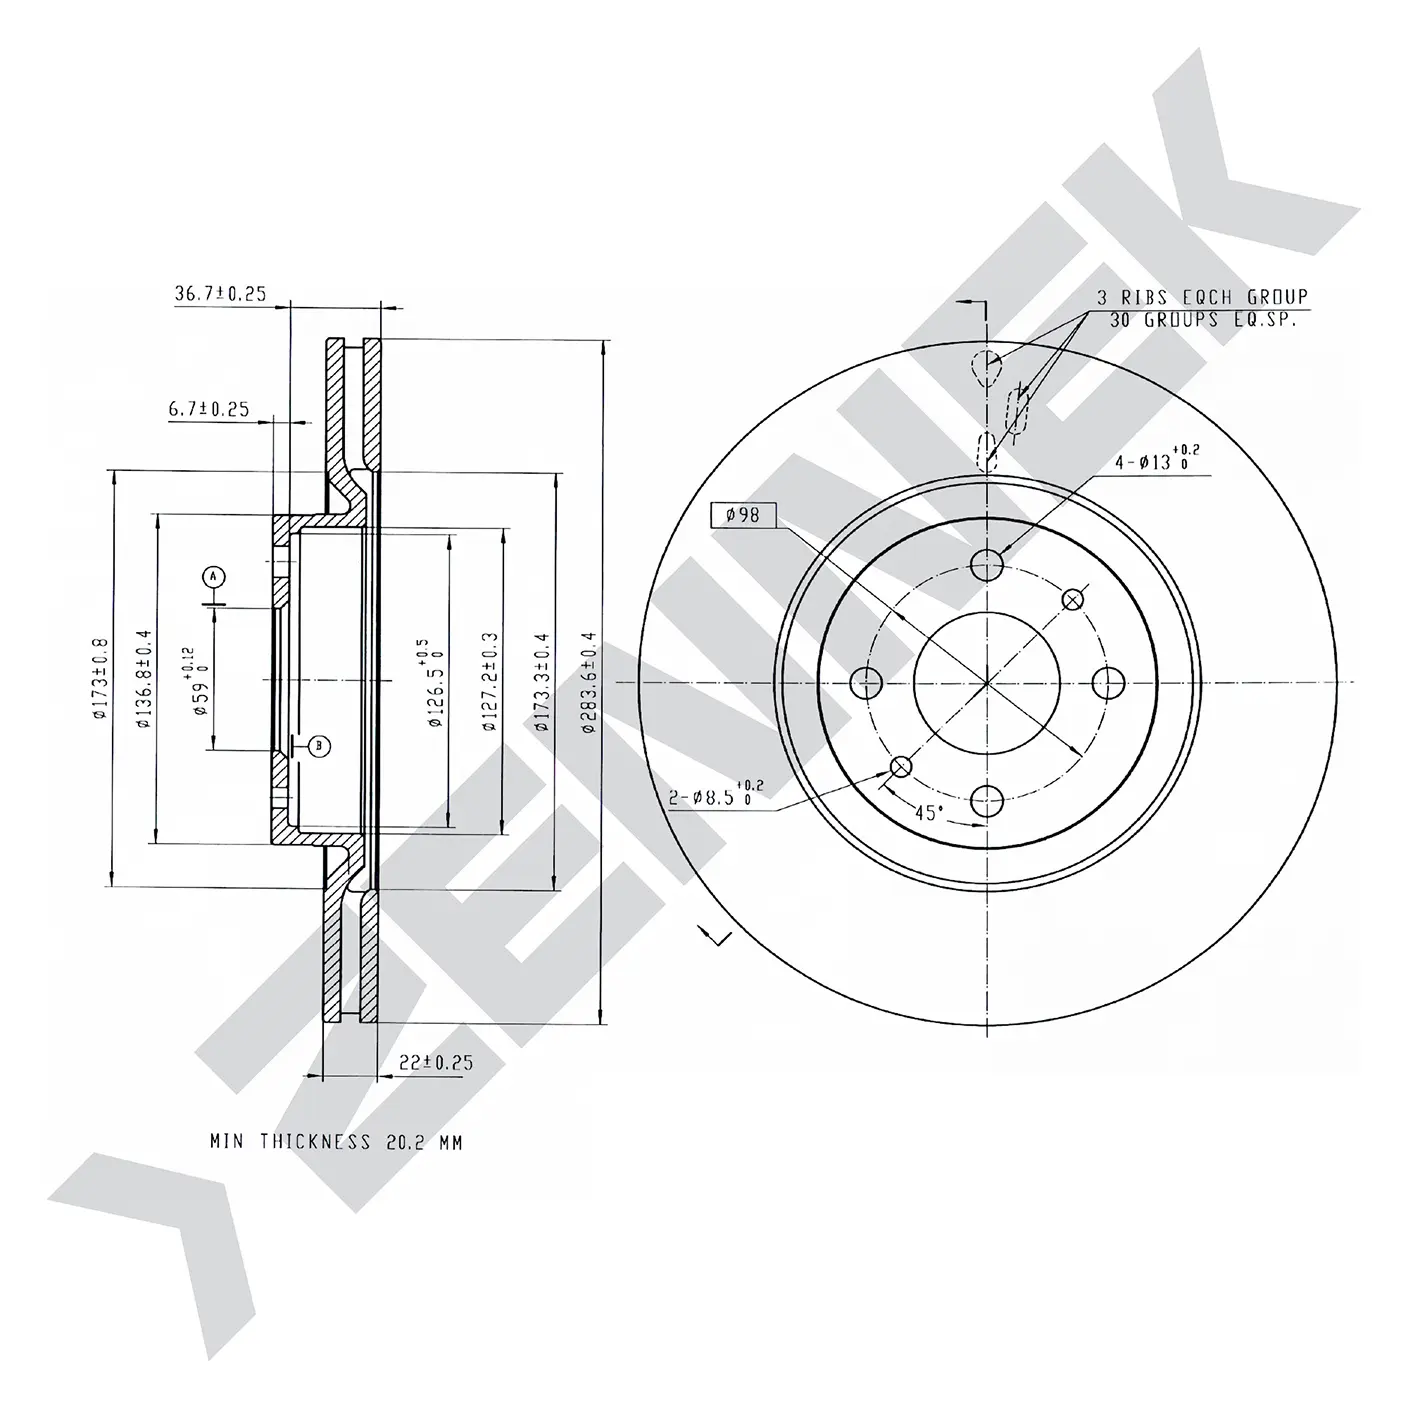 36.7±0.25
3 RIBS EQCH GROUP
30 GROUPS EQ.SP.
6.7±0.25
4-Ø13 +0.2 0
Ø98
A
Ø173±0.8
Ø136.8±0.4
Ø59 +0.12 0
Ø126.5 +0.5 0
Ø127.2±0.3
Ø173.3±0.4
Ø283.6±0.4
B
2-Ø8.5 +0.2 0
45°
22±0.25
MIN THICKNESS 20.2 MM
ZENNEK